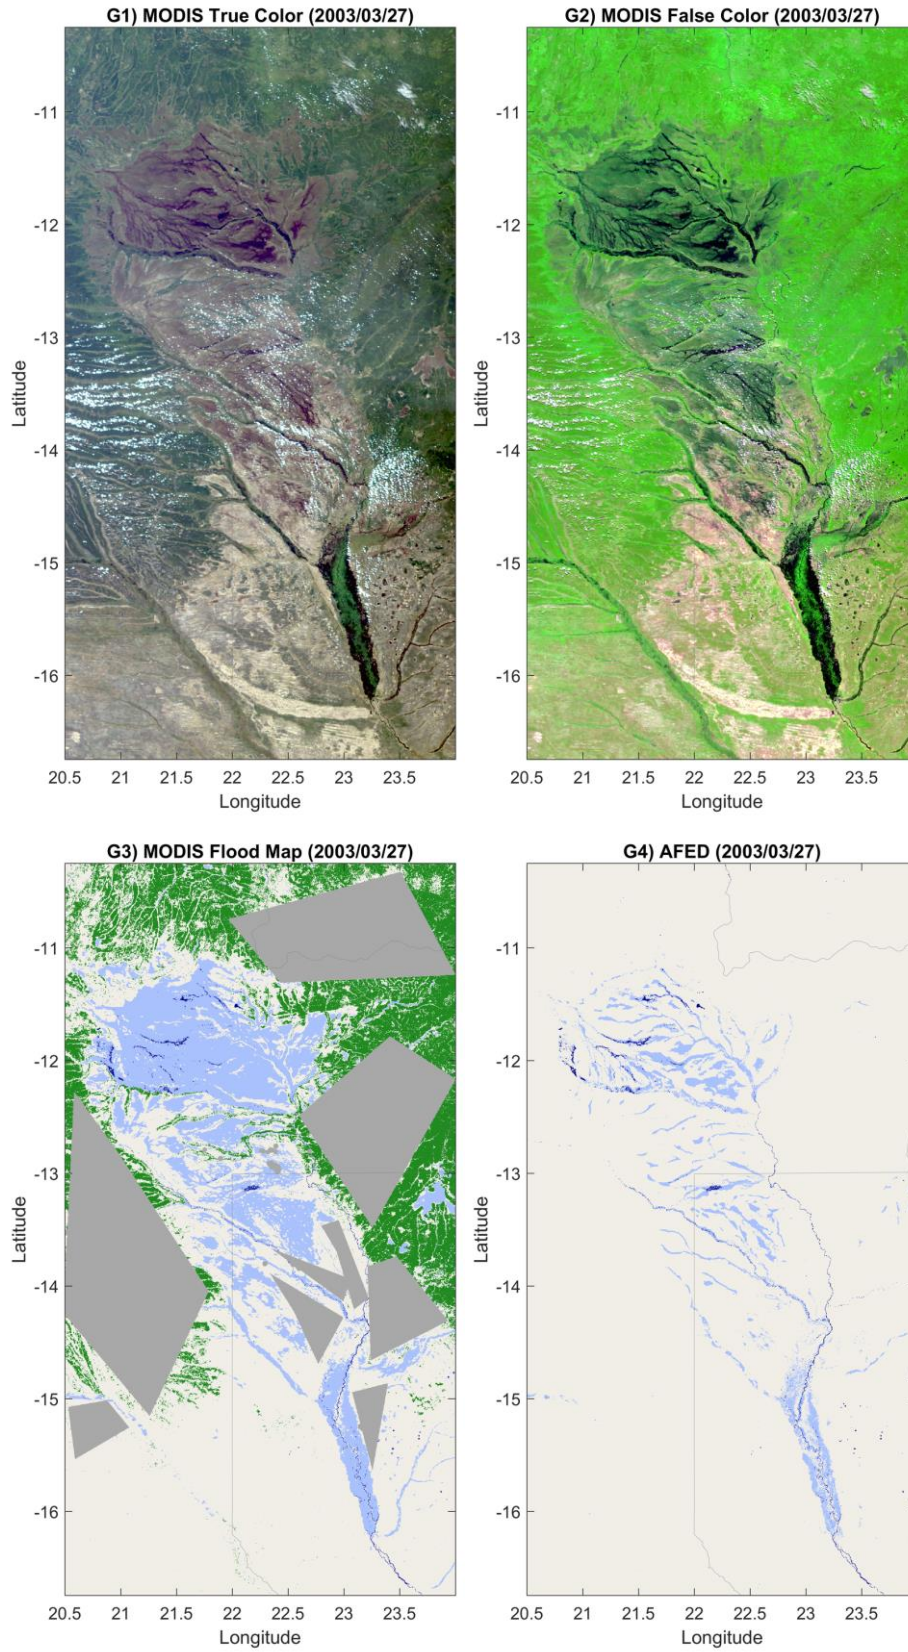 G1) MODIS True Color (2003/03/27)
G2) MODIS False Color (2003/03/27)
-11
-12
-13
-14
-15
-16
Latitude
20.5 21 21.5 22 22.5 23 23.5
Longitude
-11
-12
-13
-14
-15
-16
Latitude
20.5 21 21.5 22 22.5 23 23.5
Longitude
G3) MODIS Flood Map (2003/03/27)
G4) AFED (2003/03/27)
-11
-12
-13
-14
-15
-16
Latitude
20.5 21 21.5 22 22.5 23 23.5
Longitude
-11
-12
-13
-14
-15
-16
Latitude
20.5 21 21.5 22 22.5 23 23.5
Longitude